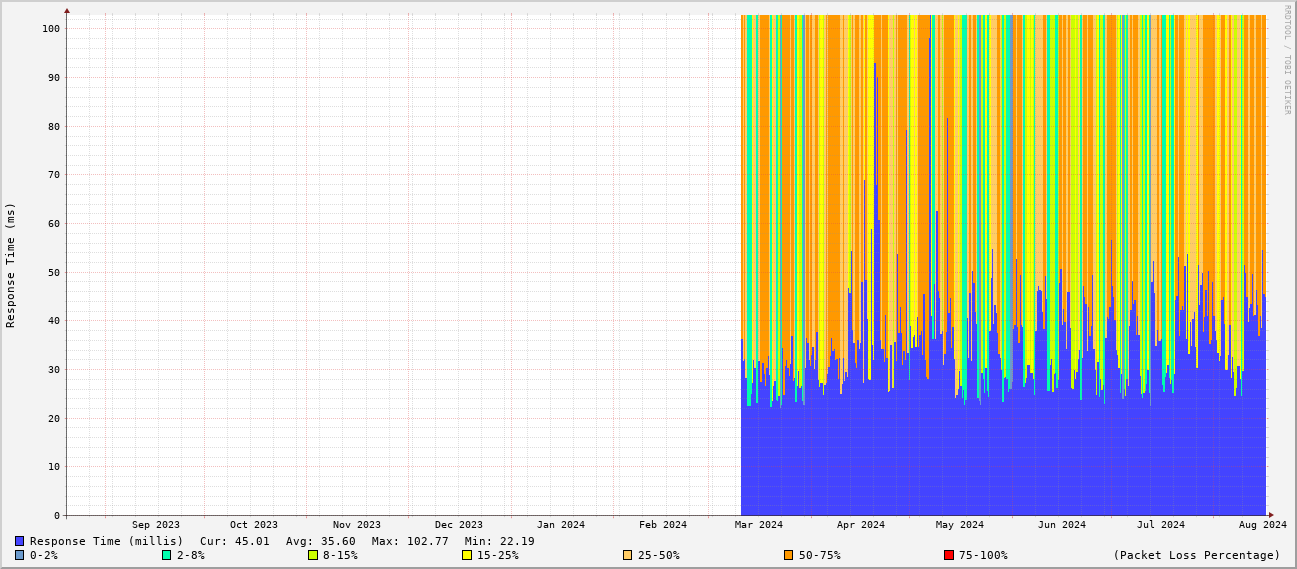 RRDTOOL / TOBI OETIKER
Response Time (ms)
100
90
80
70
60
50
40
30
20
10
0
Sep 2023 Oct 2023 Nov 2023 Dec 2023 Jan 2024 Feb 2024 Mar 2024 Apr 2024 May 2024 Jun 2024 Jul 2024 Aug 2024
Response Time (millis) Cur: 45.01 Avg: 35.60 Max: 102.77 Min: 22.19
0-2% 2-8% 8-15% 15-25% 25-50% 50-75% 75-100% (Packet Loss Percentage)